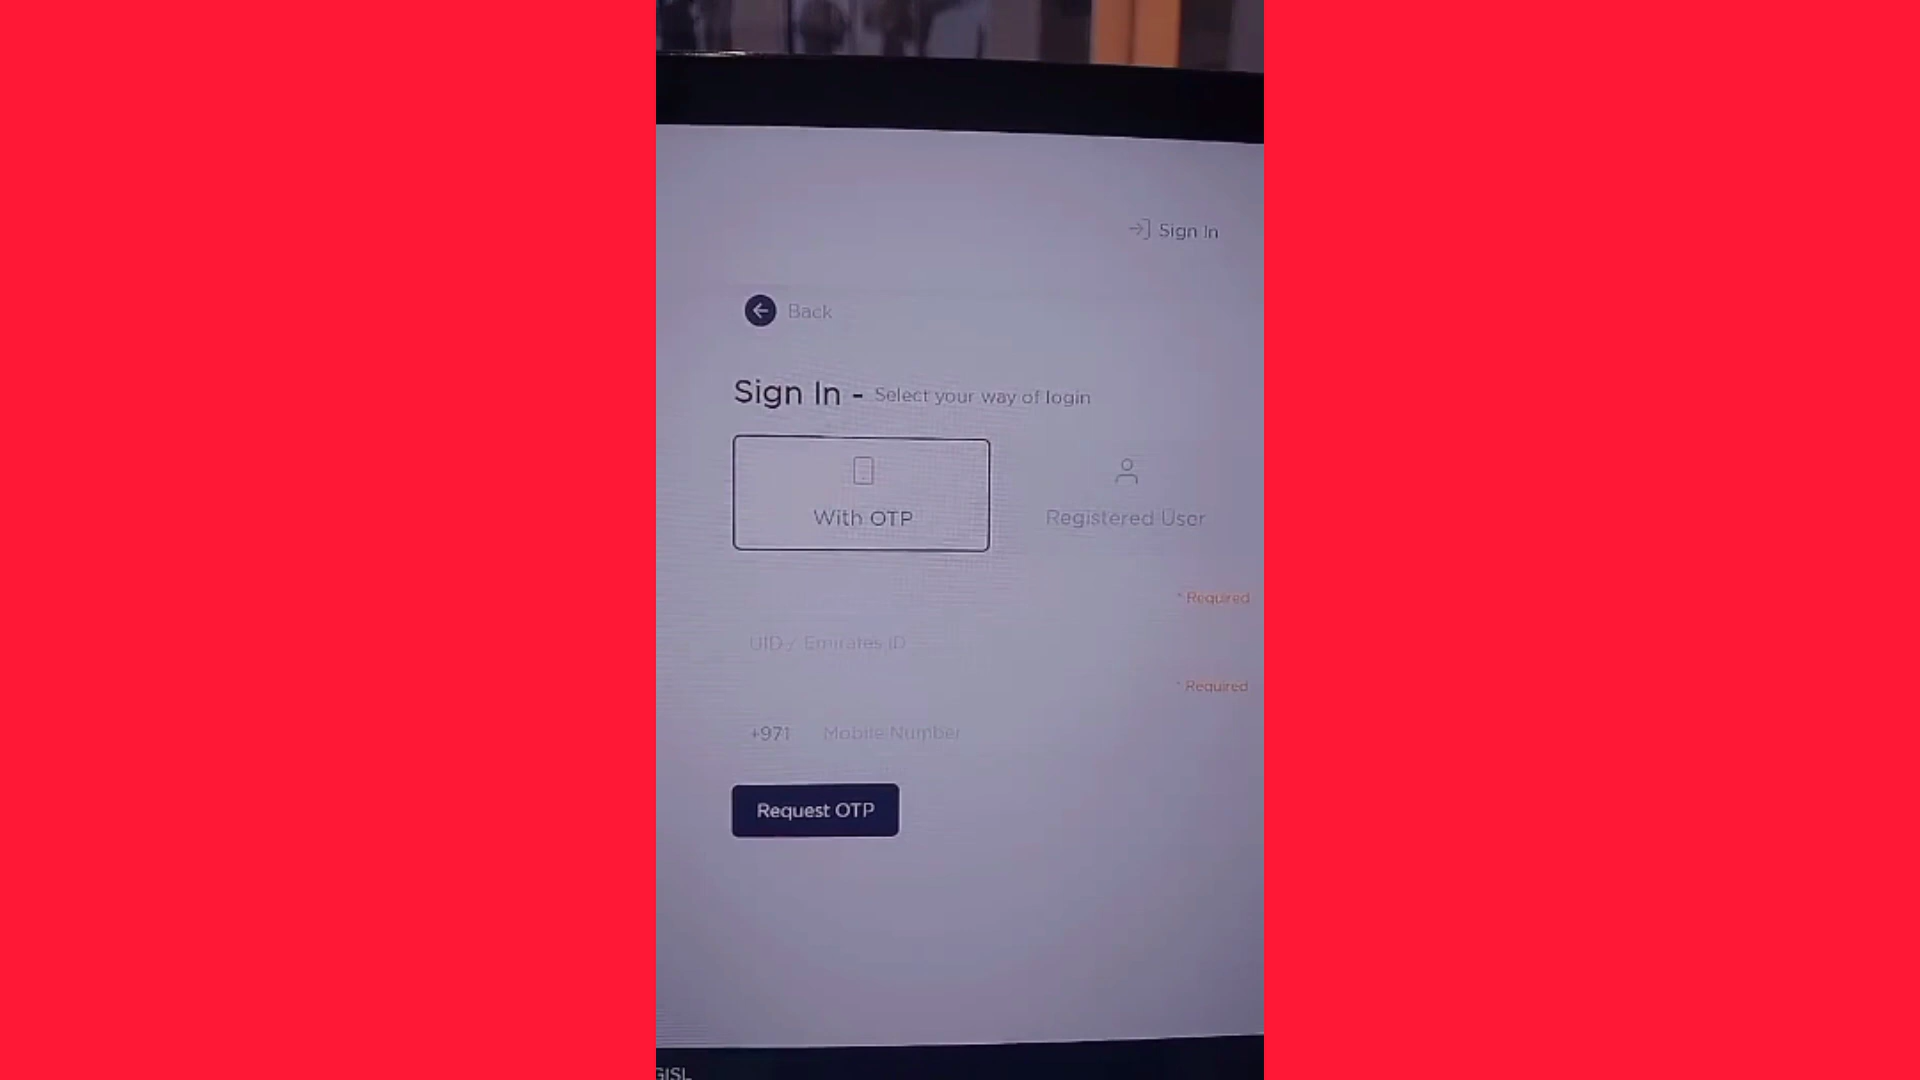 Sign In
Back
Sign In - Select your way of login
With OTP
Registered User
* Required
UID / Emirates ID
* Required
+971 Mobile Number
Request OTP